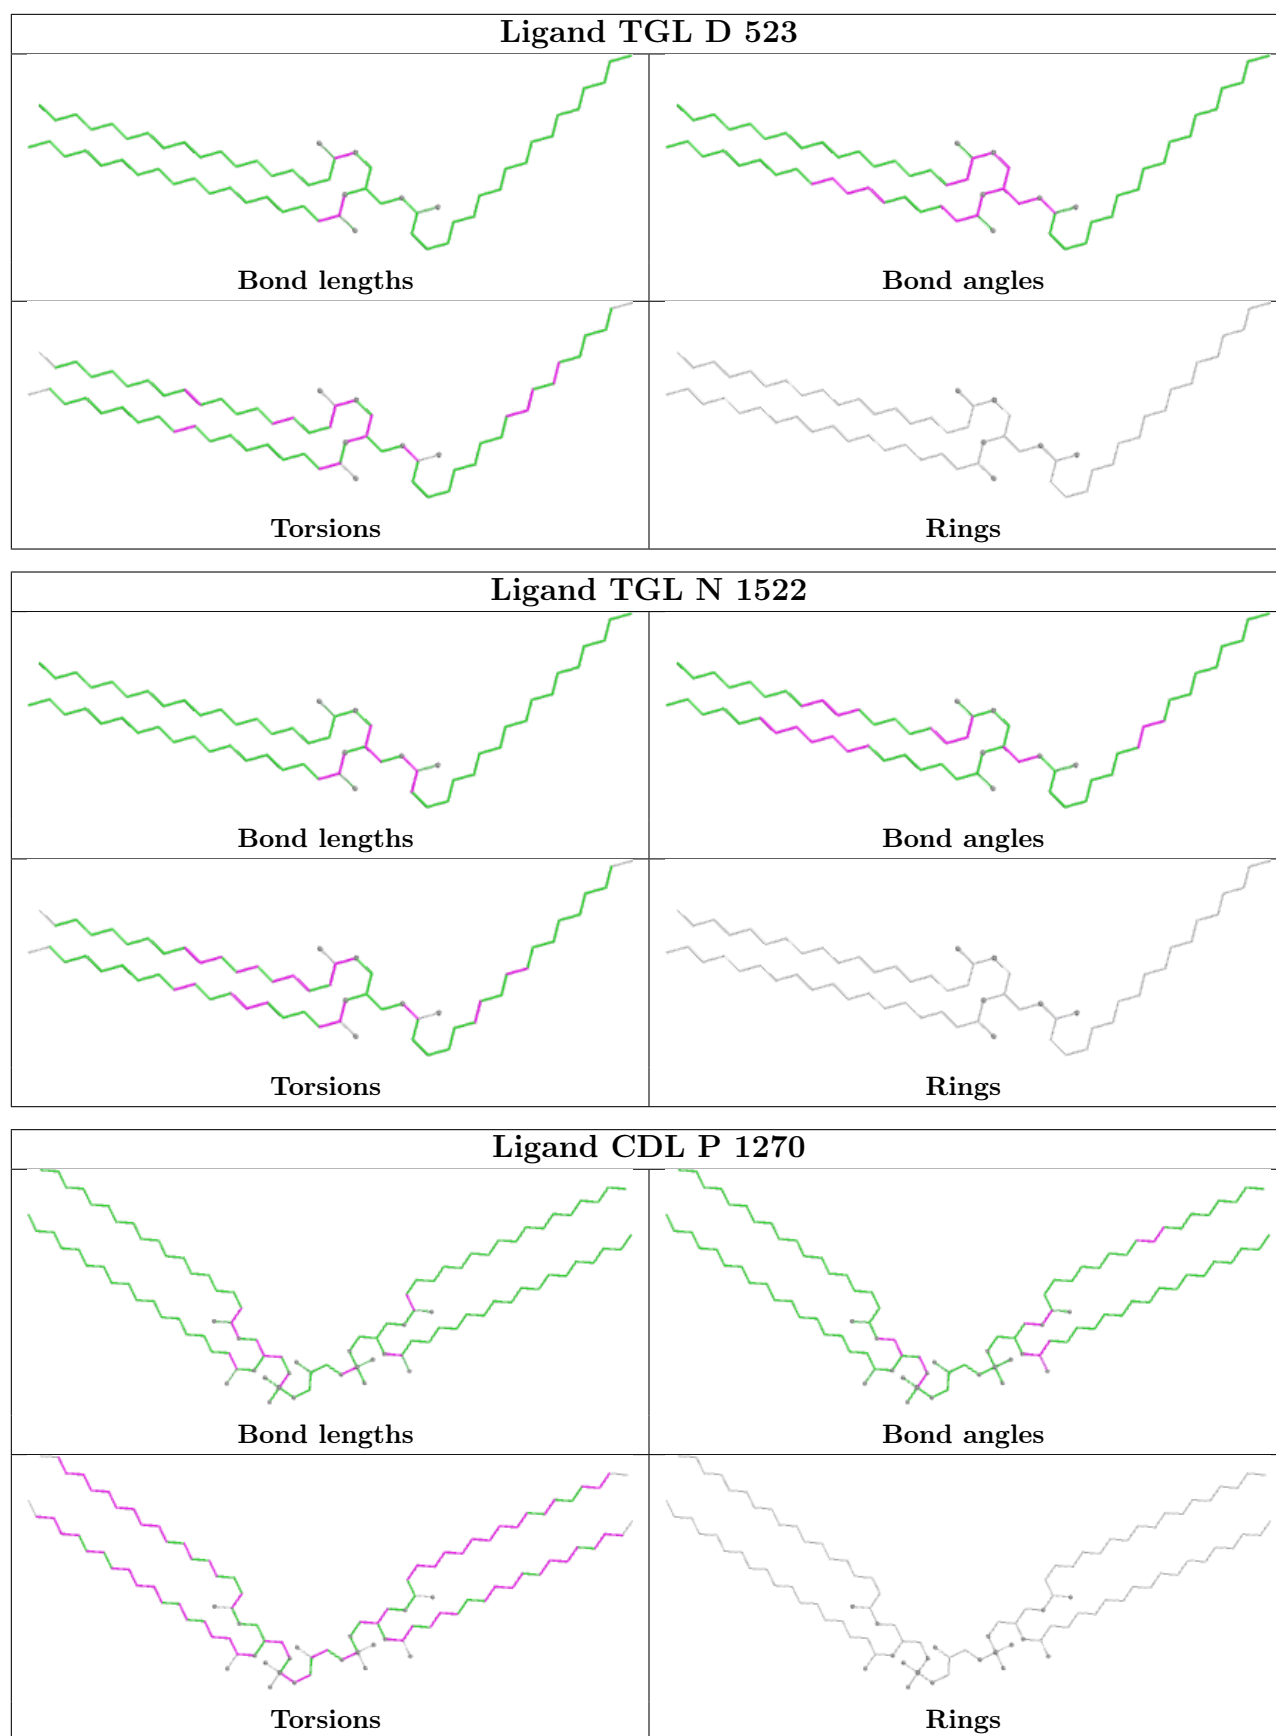 Ligand TGL D 523
Bond lengths
Bond angles
Torsions
Rings
Ligand TGL N 1522
Bond lengths
Bond angles
Torsions
Rings
Ligand CDL P 1270
Bond lengths
Bond angles
Torsions
Rings